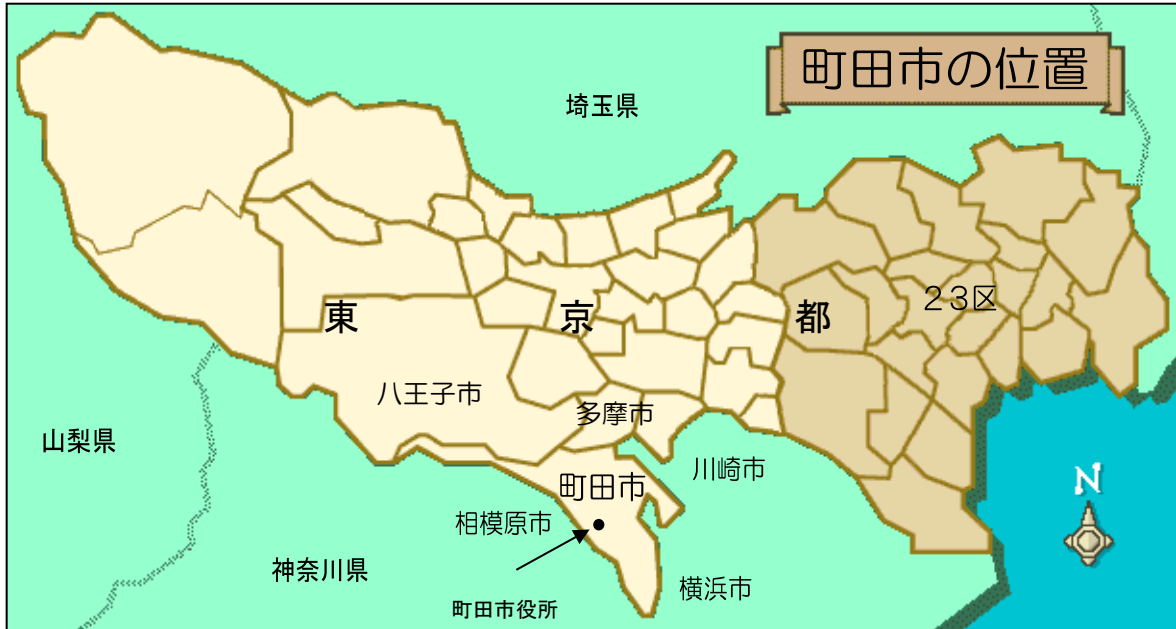 町田市の位置
埼玉県
東京都
23区
八王子市
多摩市
山梨県
川崎市
町田市
相模原市
N
神奈川県
横浜市
町田市役所